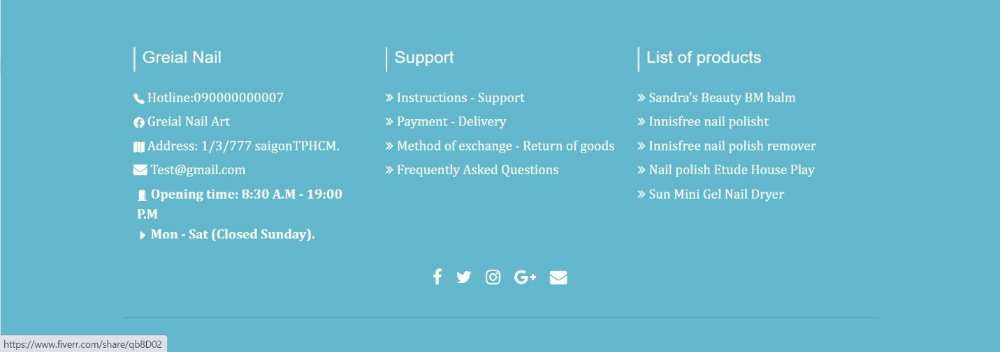 Greial Nail
Hotline:090000000007
Greial Nail Art
Address: 1/3/777 saigonTPHCM.
Test@gmail.com
Opening time: 8:30 A.M - 19:00
P.M
Mon - Sat (Closed Sunday).
Support
Instructions - Support
Payment - Delivery
Method of exchange - Return of goods
Frequently Asked Questions
List of products
Sandra's Beauty BM balm
Innisfree nail polisht
Innisfree nail polish remover
Nail polish Etude House Play
Sun Mini Gel Nail Dryer
https://www.fiverr.com/share/qb8D02